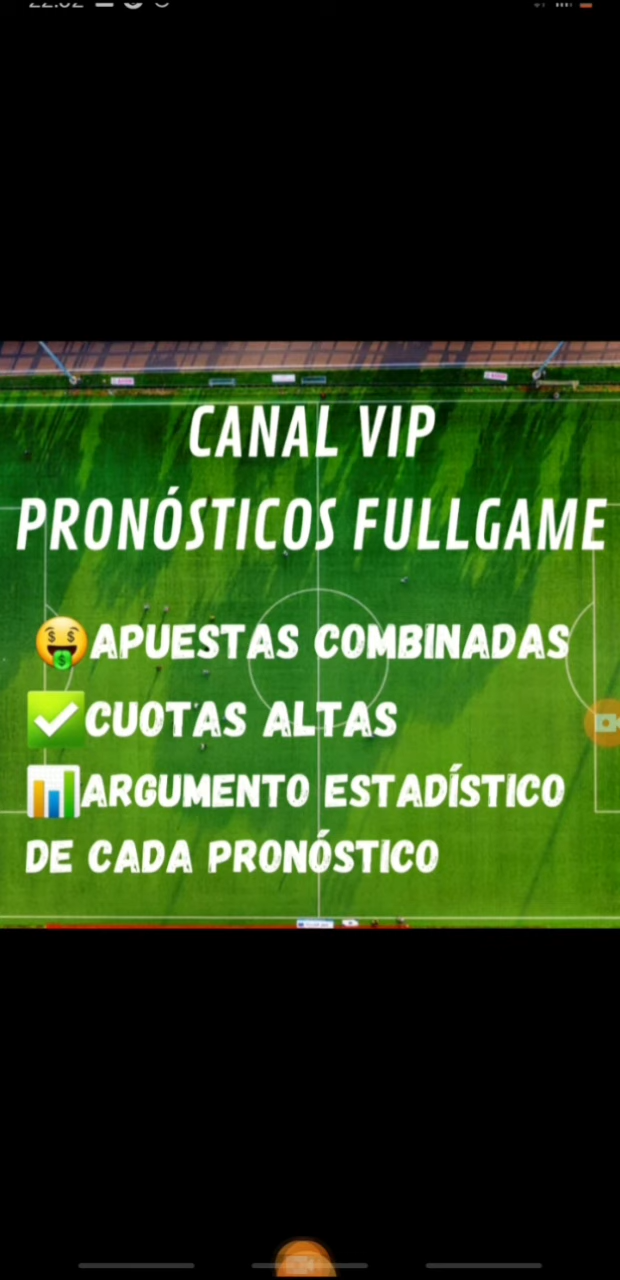 CANAL VIP
PRONÓSTICOS FULLGAME
🤑APUESTAS COMBINADAS
✅CUOTAS ALTAS
📊ARGUMENTO ESTADÍSTICO
DE CADA PRONÓSTICO